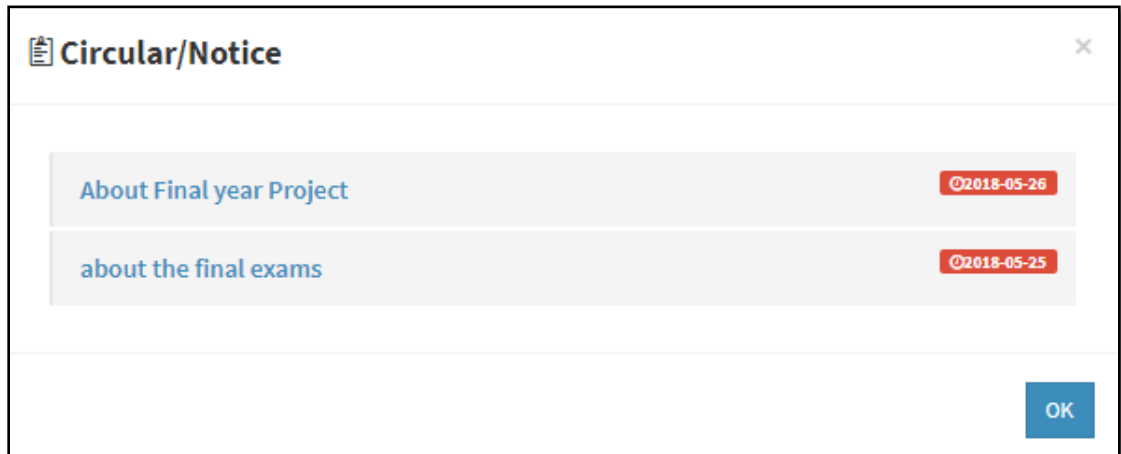 Circular/Notice
×
About Final year Project 2018-05-26
about the final exams 2018-05-25
OK